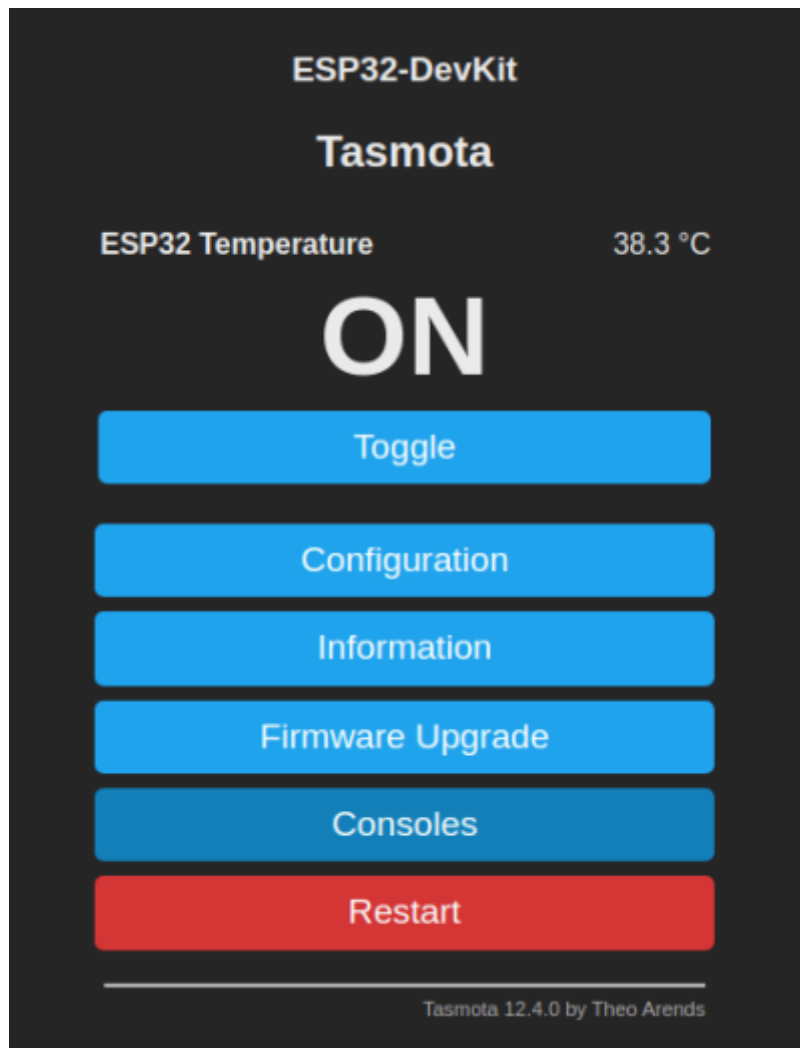 ESP32-DevKit
Tasmota
ESP32 Temperature 38.3 °C
ON
Toggle
Configuration
Information
Firmware Upgrade
Consoles
Restart
Tasmota 12.4.0 by Theo Arends